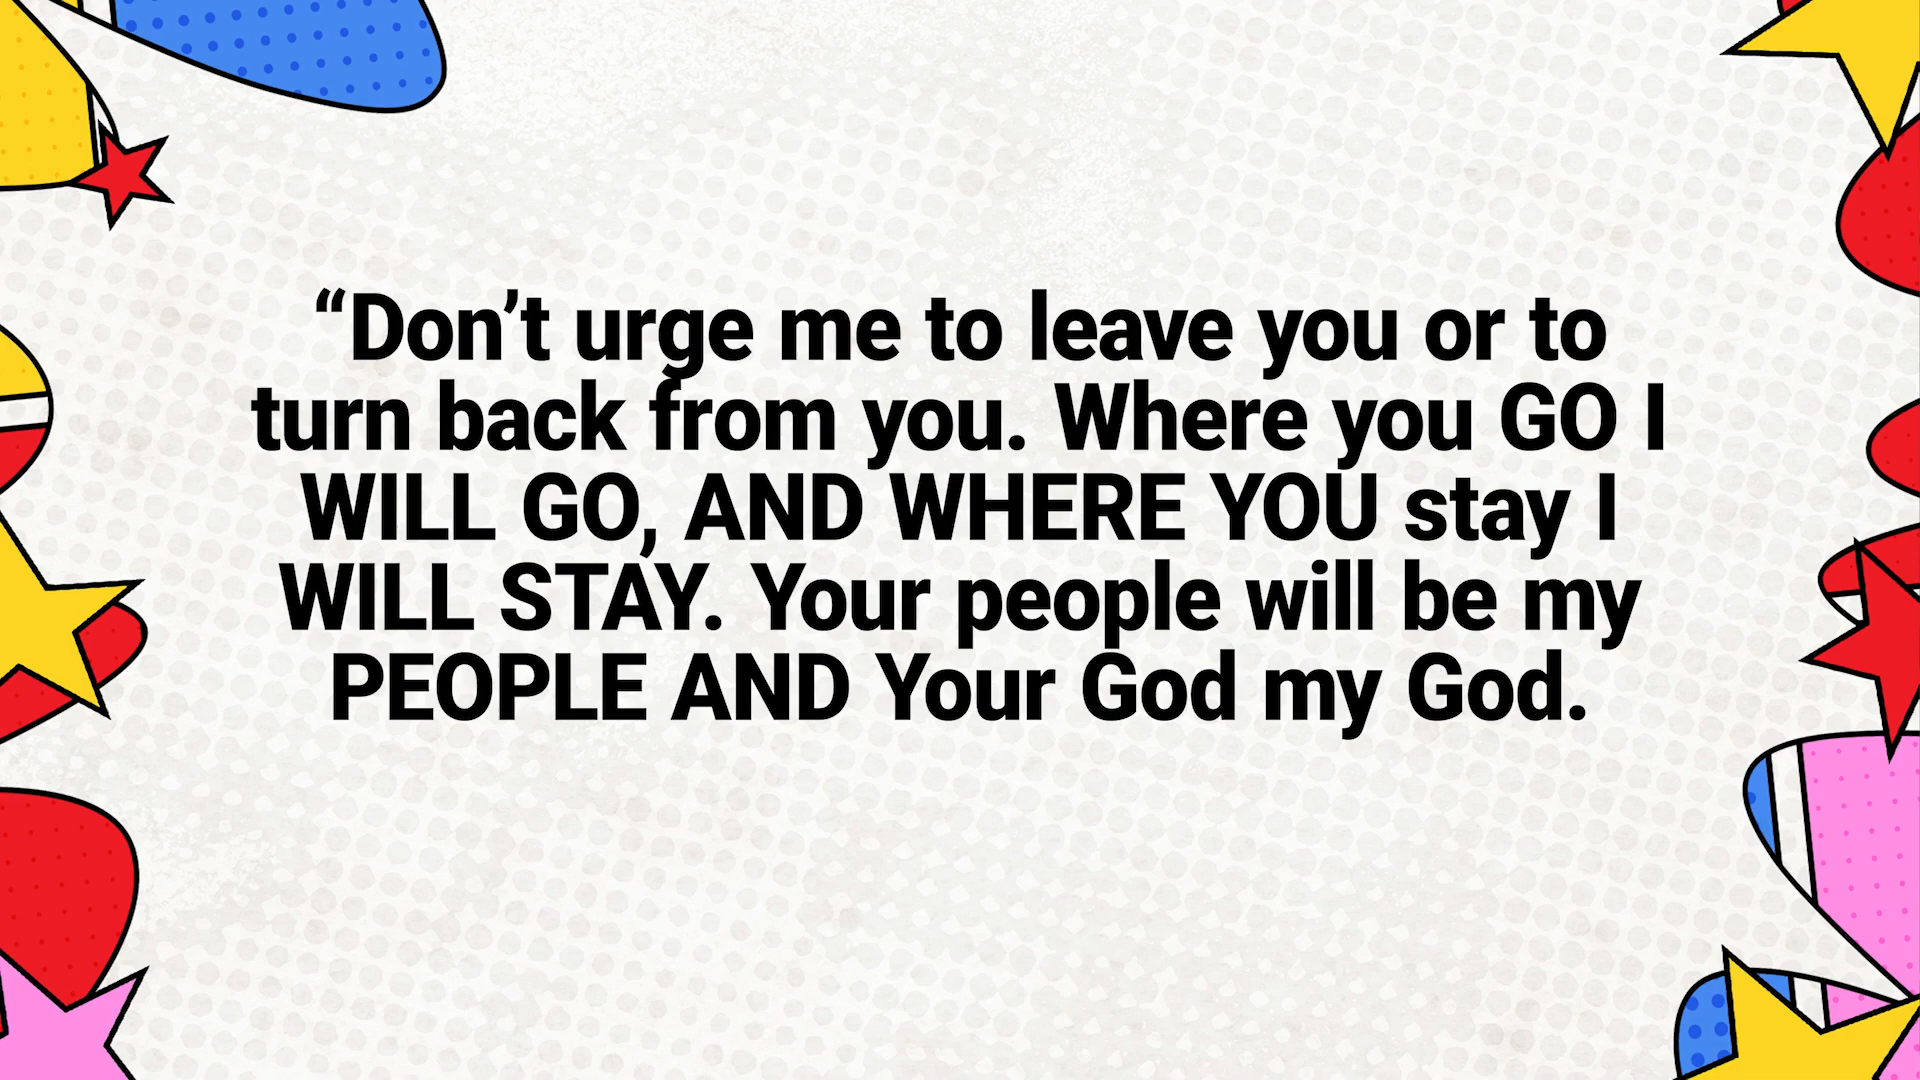 “Don’t urge me to leave you or to
turn back from you. Where you GO I
WILL GO, AND WHERE YOU stay I
WILL STAY. Your people will be my
PEOPLE AND Your God my God.